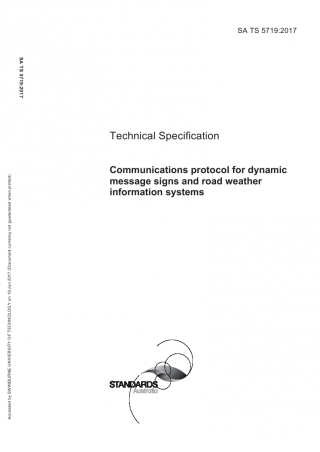 SA TS 5719:2017
SA TS 5719:2017
Technical Specification
Communications protocol for dynamic
message signs and road weather
information systems
Accessed by SWINBURNE UNIVERSITY OF TECHNOLOGY on 19 Jun 2017 (Document currency not guaranteed when printed)
STANDARDS
Australia